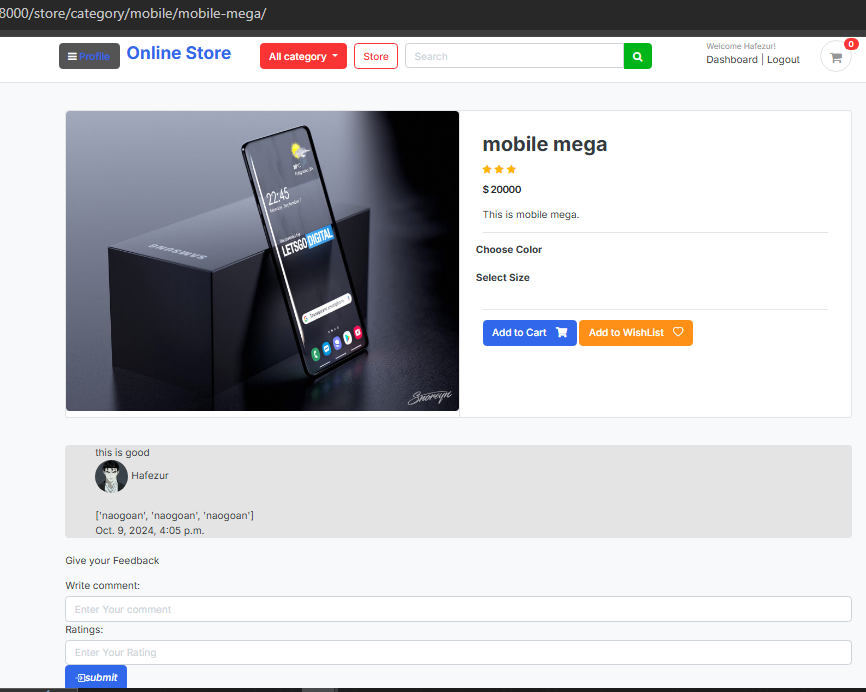 8000/store/category/mobile/mobile-mega/
Profile
Online Store
All category
Store
Search
Welcome Hafezur!
Dashboard | Logout
0
SAMSUNG
22:45
LETSGO DIGITAL
mobile mega
$ 20000
This is mobile mega.
Choose Color
Select Size
Add to Cart
Add to WishList
this is good
Hafezur
['naogoan', 'naogoan', 'naogoan']
Oct. 9, 2024, 4:05 p.m.
Give your Feedback
Write comment:
Enter Your comment
Ratings:
Enter Your Rating
submit